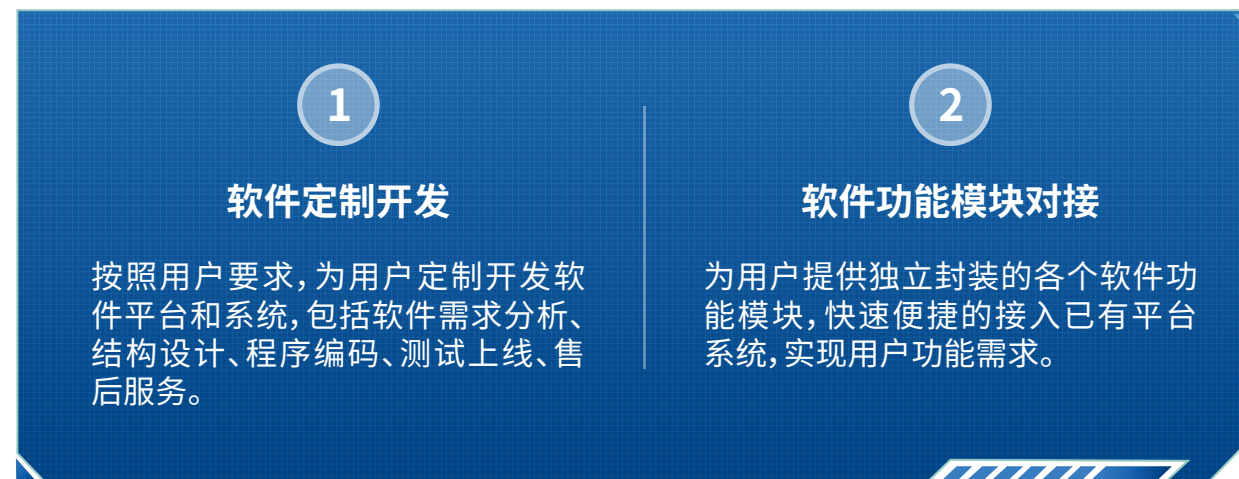 1
软件定制开发
按照用户要求,为用户定制开发软
件平台和系统,包括软件需求分析、
结构设计、程序编码、测试上线、售
后服务。
2
软件功能模块对接
为用户提供独立封装的各个软件功
能模块,快速便捷的接入已有平台
系统,实现用户功能需求。